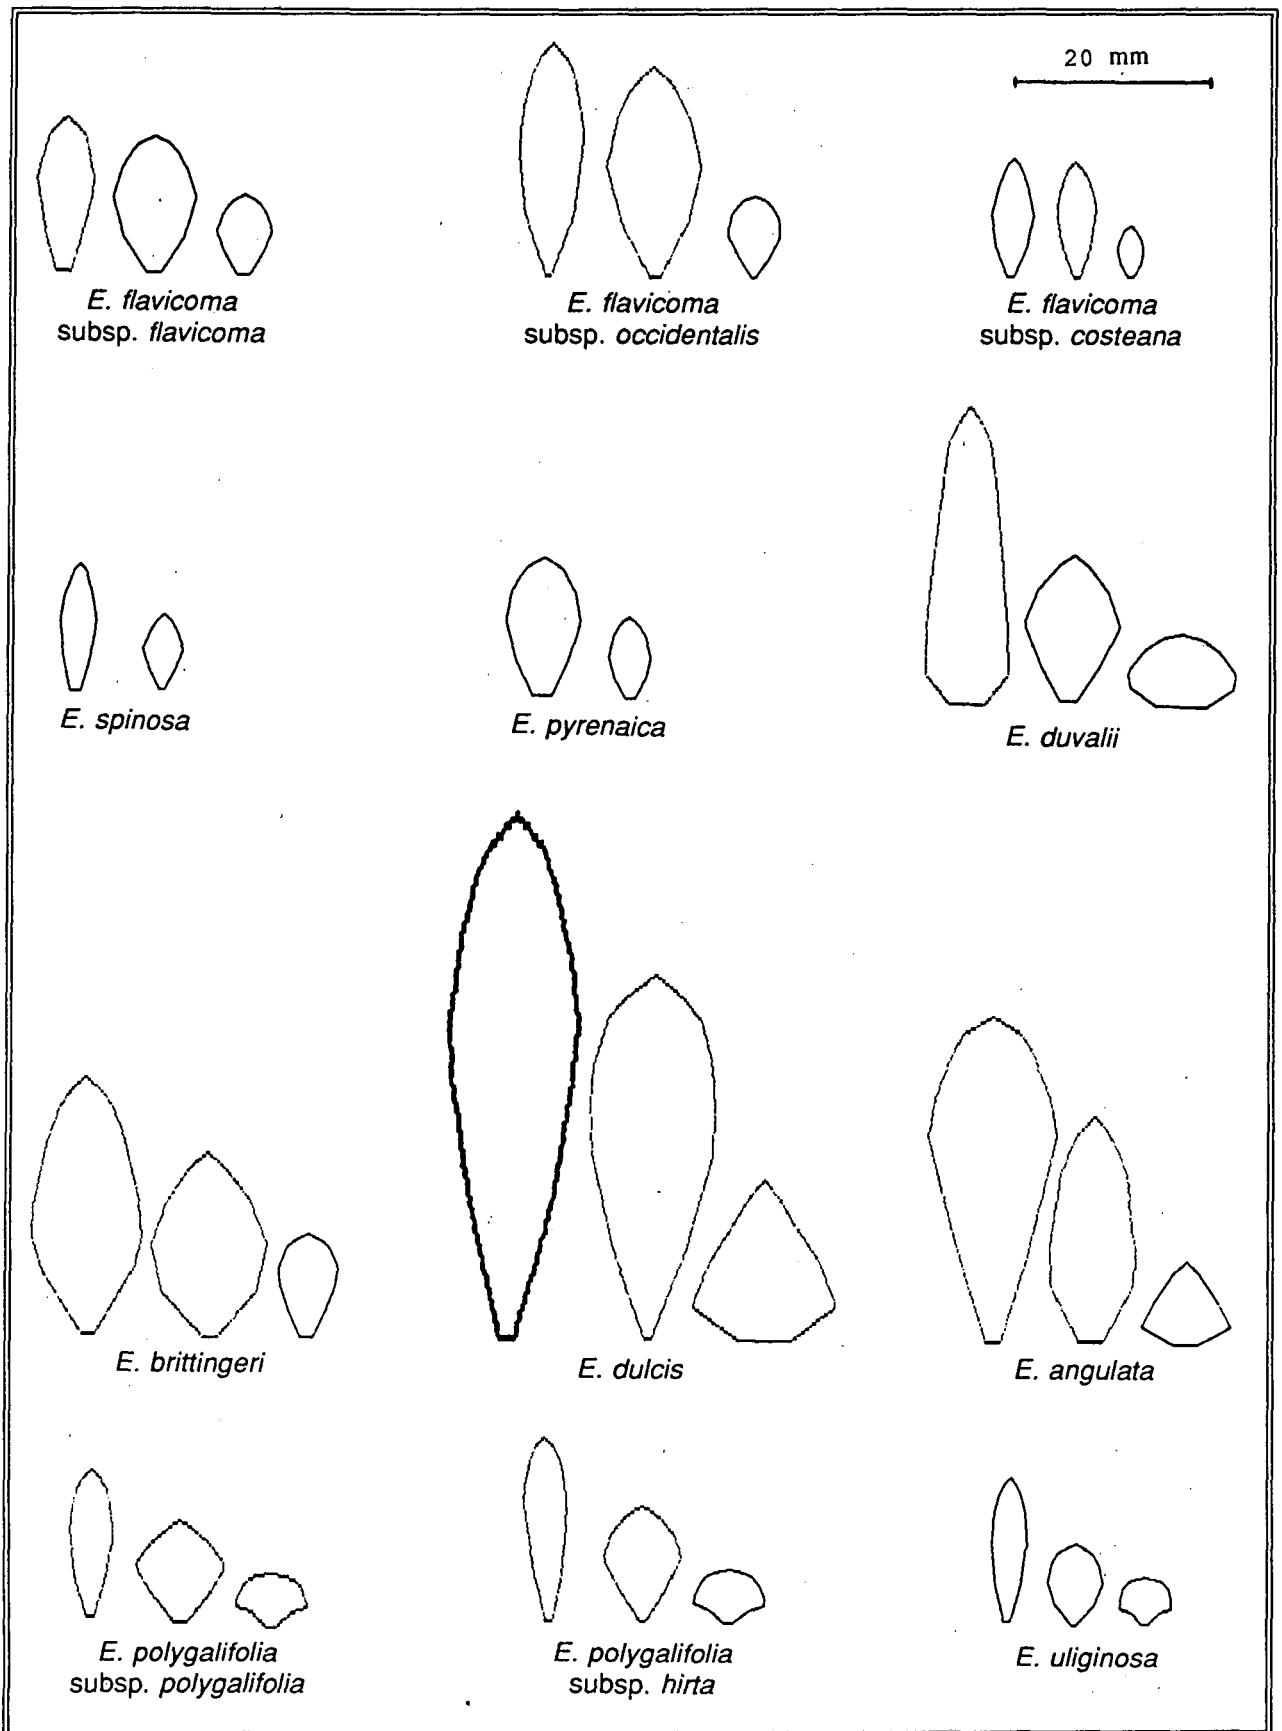 20 mm
E. flavicoma
subsp. flavicoma
E. flavicoma
subsp. occidentalis
E. flavicoma
subsp. costeana
E. spinosa
E. pyrenaica
E. duvalii
E. brittingeri
E. dulcis
E. angulata
E. polygalifolia
subsp. polygalifolia
E. polygalifolia
subsp. hirta
E. uliginosa